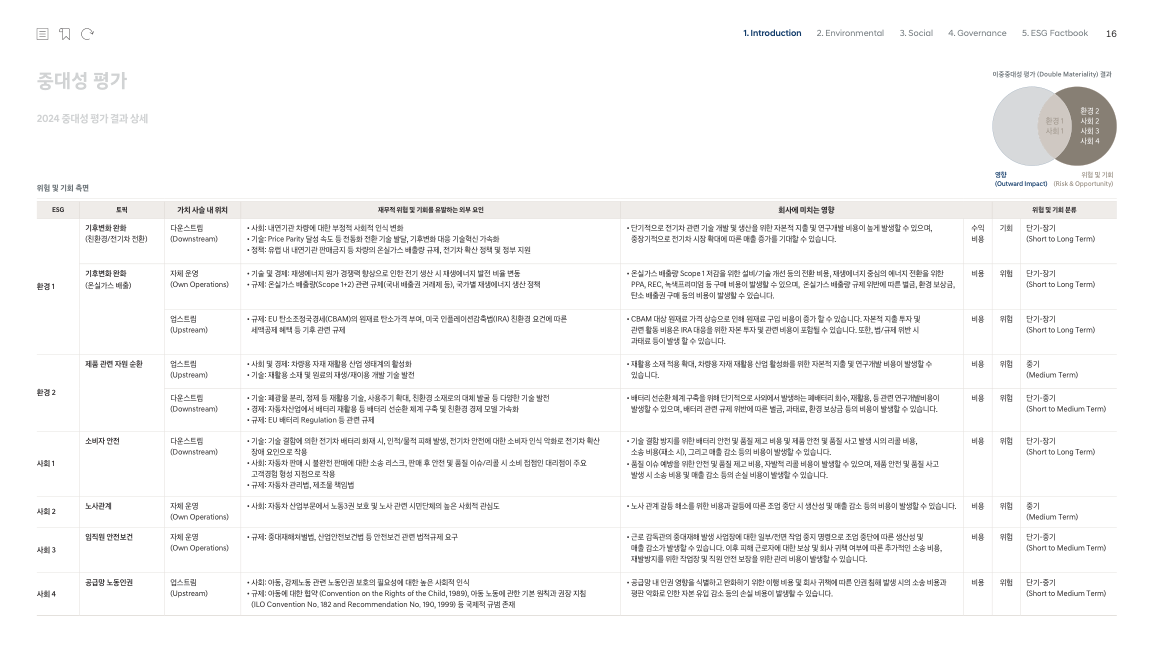 1. Introduction 2. Environmental 3. Social 4. Governance 5. ESG Factbook 16
중대성 평가
2024 중대성 평가 결과 상세
이중중대성 평가 (Double Materiality) 결과
환경 1
사회 1
환경 2
사회 2
사회 3
사회 4
영향
(Outward Impact)
위험 및 기회
(Risk & Opportunity)
위험 및 기회 측면
ESG 토픽 가치 사슬 내 위치 재무적 위험 및 기회를 유발하는 외부 요인 회사에 미치는 영향 위험 및 기회 분류
환경 1
기후변화 완화
(친환경/전기차 전환)
다운스트림
(Downstream)
• 사회: 내연기관 차량에 대한 부정적 사회적 인식 변화
• 기술: Price Parity 달성 속도 등 전동화 전환 기술 발달, 기후변화 대응 기술혁신 가속화
• 정책: 유럽 내 내연기관 판매금지 등 차량의 온실가스 배출량 규제, 전기차 확산 정책 및 정부 지원
• 단기적으로 전기차 관련 기술 개발 및 생산을 위한 자본적 지출 및 연구개발 비용이 높게 발생할 수 있으며,
중장기적으로 전기차 시장 확대에 따른 매출 증가를 기대할 수 있습니다.
수익
비용
기회
단기-장기
(Short to Long Term)
기후변화 완화
(온실가스 배출)
자체 운영
(Own Operations)
• 기술 및 경제: 재생에너지 원가 경쟁력 향상으로 인한 전기 생산 시 재생에너지 발전 비율 변동
• 규제: 온실가스 배출량(Scope 1+2) 관련 규제(국내 배출권 거래제 등), 국가별 재생에너지 생산 정책
• 온실가스 배출량 Scope 1 저감을 위한 설비/기술 개선 등의 전환 비용, 재생에너지 중심의 에너지 전환을 위한
PPA, REC, 녹색프리미엄 등 구매 비용이 발생할 수 있으며, 온실가스 배출량 규제 위반에 따른 벌금, 환경 보상금,
탄소 배출권 구매 등의 비용이 발생할 수 있습니다.
비용
위험
단기-장기
(Short to Long Term)
업스트림
(Upstream)
• 규제: EU 탄소조정국경세(CBAM)의 원재료 탄소가격 부여, 미국 인플레이션감축법(IRA) 친환경 요건에 따른
세액공제 혜택 등 기후 관련 규제
• CBAM 대상 원재료 가격 상승으로 인해 원재료 구입 비용이 증가 할 수 있습니다. 자본적 지출 투자 및
관련 활동 비용은 IRA 대응을 위한 자본 투자 및 관련 비용이 포함될 수 있습니다. 또한, 법/규제 위반 시
과태료 등이 발생 할 수 있습니다.
비용
위험
단기-장기
(Short to Long Term)
환경 2
제품 관련 자원 순환
업스트림
(Upstream)
• 사회 및 경제: 차량용 자재 재활용 산업 생태계의 활성화
• 기술: 재활용 소재 및 원료의 재생/재이용 개발 기술 발전
• 재활용 소재 적용 확대, 차량용 자재 재활용 산업 활성화를 위한 자본적 지출 및 연구개발 비용이 발생할 수
있습니다.
비용
위험
중기
(Medium Term)
다운스트림
(Downstream)
• 기술: 폐광물 분리, 정제 등 재활용 기술, 사용주기 확대, 친환경 소재로의 대체 발굴 등 다양한 기술 발전
• 경제: 자동차산업에서 배터리 재활용 등 배터리 선순환 체계 구축 및 친환경 경제 모델 가속화
• 규제: EU 배터리 Regulation 등 관련 규제
• 배터리 선순환 체계 구축을 위해 단기적으로 사외에서 발생하는 폐배터리 회수, 재활용, 등 관련 연구개발비용이
발생할 수 있으며, 배터리 관련 규제 위반에 따른 벌금, 과태료, 환경 보상금 등의 비용이 발생할 수 있습니다.
비용
위험
단기-중기
(Short to Medium Term)
사회 1
소비자 안전
다운스트림
(Downstream)
• 기술: 기술 결함에 의한 전기차 배터리 화재 시, 인적/물적 피해 발생, 전기차 안전에 대한 소비자 인식 악화로 전기차 확산
장애 요인으로 작용
• 사회: 자동차 판매 시 불완전 판매에 대한 소송 리스크, 판매 후 안전 및 품질 이슈/리콜 시 소비 접점인 대리점이 주요
고객경험 형성 지점으로 작용
• 규제: 자동차 관리법, 제조물 책임법
• 기술 결함 방지를 위한 배터리 안전 및 품질 제고 비용 및 제품 안전 및 품질 사고 발생 시의 리콜 비용,
소송 비용(패소 시), 그리고 매출 감소 등의 비용이 발생할 수 있습니다.
• 품질 이슈 예방을 위한 안전 및 품질 제고 비용, 자발적 리콜 비용이 발생할 수 있으며, 제품 안전 및 품질 사고
발생 시 소송 비용 및 매출 감소 등의 손실 비용이 발생할 수 있습니다.
비용
위험
단기-장기
(Short to Long Term)
사회 2
노사관계
자체 운영
(Own Operations)
• 사회: 자동차 산업부문에서 노동3권 보호 및 노사 관련 시민단체의 높은 사회적 관심도
• 노사 관계 갈등 해소를 위한 비용과 갈등에 따른 조업 중단 시 생산성 및 매출 감소 등의 비용이 발생할 수 있습니다.
비용
위험
중기
(Medium Term)
사회 3
임직원 안전보건
자체 운영
(Own Operations)
• 규제: 중대재해처벌법, 산업안전보건법 등 안전보건 관련 법적규제 요구
• 근로 감독관의 중대재해 발생 사업장에 대한 일부/전면 작업 중지 명령으로 조업 중단에 따른 생산성 및
매출 감소가 발생할 수 있습니다. 이후 피해 근로자에 대한 보상 및 회사 귀책 여부에 따른 추가적인 소송 비용,
재발방지를 위한 작업장 및 직원 안전 보장을 위한 관리 비용이 발생할 수 있습니다.
비용
위험
단기-장기
(Short to Long Term)
사회 4
공급망 노동인권
업스트림
(Upstream)
• 사회: 아동, 강제노동 관련 노동인권 보호의 필요성에 대한 높은 사회적 인식
• 규제: 아동에 대한 협약 (Convention on the Rights of the Child, 1989), 아동 노동에 관한 기본 원칙과 권장 지침
(ILO Convention No, 182 and Recommendation No, 190, 1999) 등 국제적 규범 존재
• 공급망 내 인권 영향을 식별하고 완화하기 위한 이행 비용 및 회사 귀책에 따른 인권 침해 발생 시의 소송 비용과
평판 악화로 인한 자본 유입 감소 등의 손실 비용이 발생할 수 있습니다.
비용
위험
단기-중기
(Short to Medium Term)